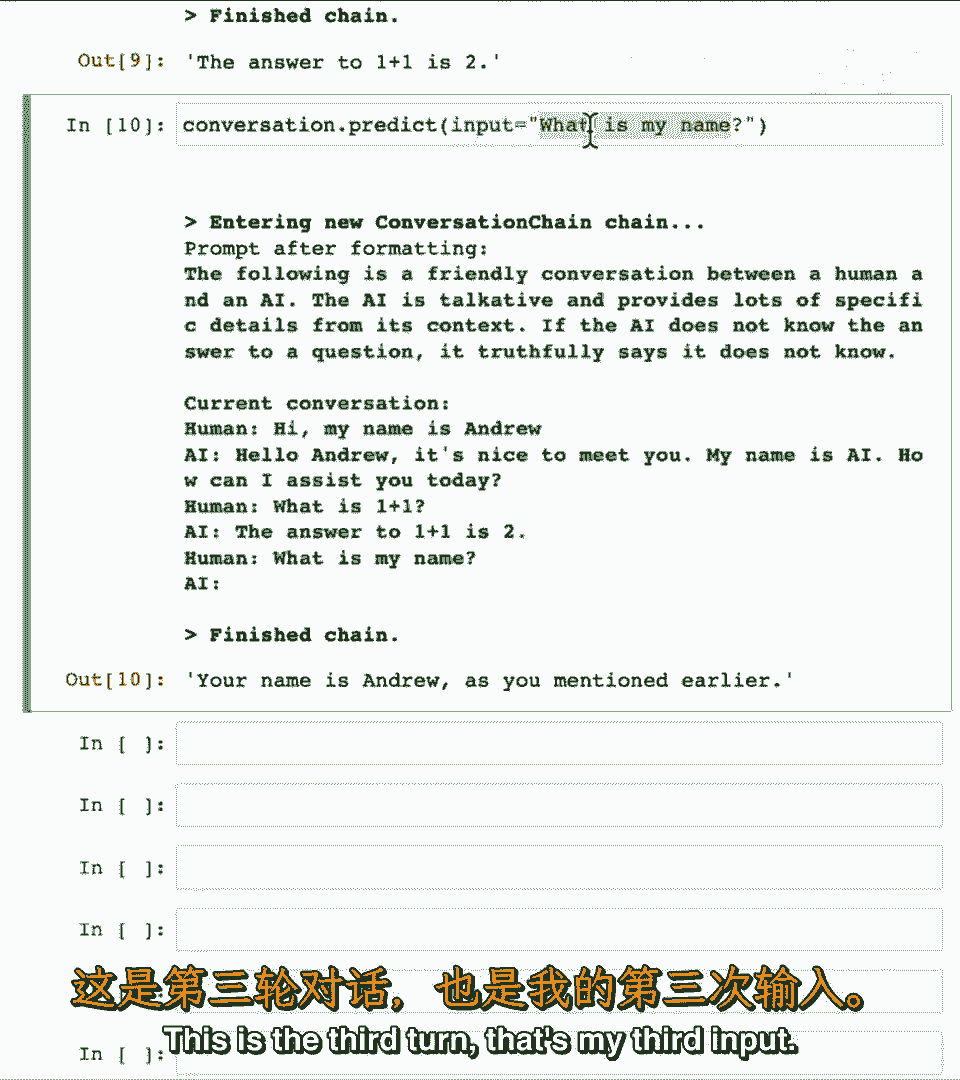 > Finished chain.
Out[9]: 'The answer to 1+1 is 2.'
In [10]: conversation.predict(input="What is my name?")
> Entering new ConversationChain chain...
Prompt after formatting:
The following is a friendly conversation between a human a
nd an AI. The AI is talkative and provides lots of specifi
c details from its context. If the AI does not know the an
swer to a question, it truthfully says it does not know.
Current conversation:
Human: Hi, my name is Andrew
AI: Hello Andrew, it's nice to meet you. My name is AI. Ho
w can I assist you today?
Human: What is 1+1?
AI: The answer to 1+1 is 2.
Human: What is my name?
AI:
> Finished chain.
Out[10]: 'Your name is Andrew, as you mentioned earlier.'
In [ ]:
In [ ]:
In [ ]:
In [ ]:
这是第三轮对话，也是我的第三次输入。
In [ ]:
This is the third turn, that's my third input.